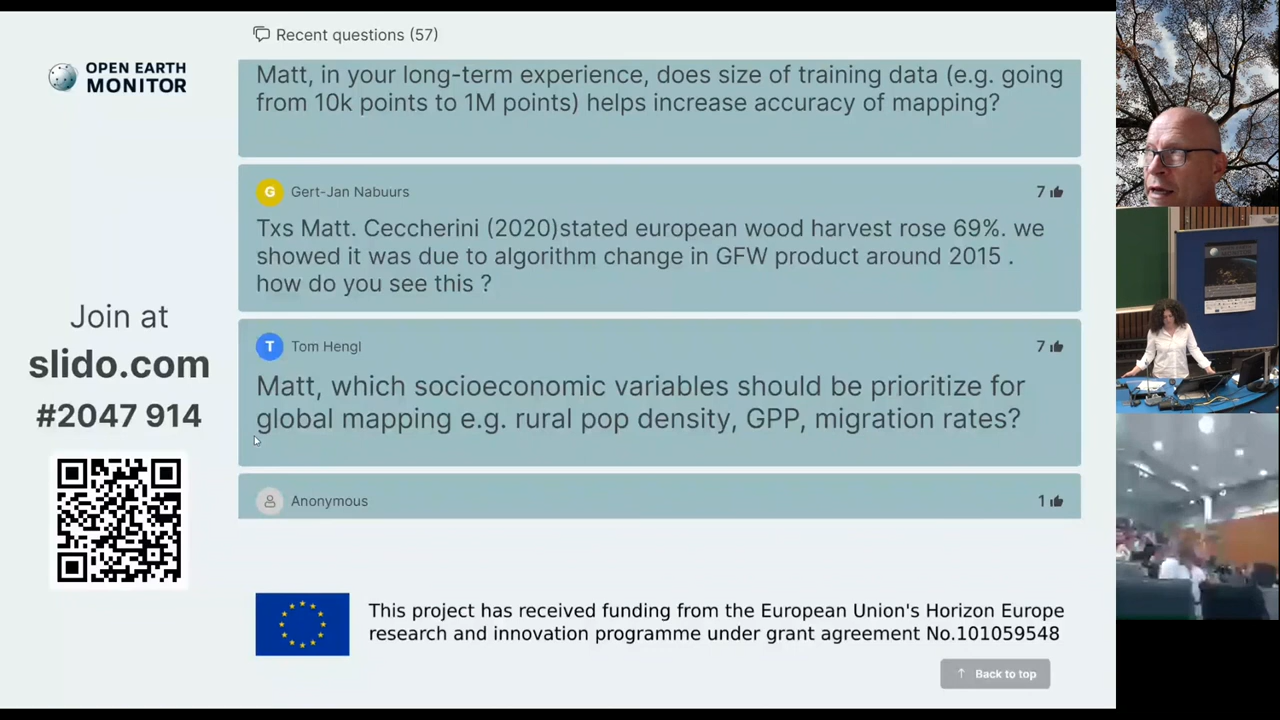 Recent questions (57)
OPEN EARTH
MONITOR
Matt, in your long-term experience, does size of training data (e.g. going
from 10k points to 1M points) helps increase accuracy of mapping?
G Gert-Jan Nabuurs 7
Txs Matt. Ceccherini (2020)stated european wood harvest rose 69%. we
showed it was due to algorithm change in GFW product around 2015 .
how do you see this ?
T Tom Hengl 7
Matt, which socioeconomic variables should be prioritize for
global mapping e.g. rural pop density, GPP, migration rates?
Anonymous 1
Join at
slido.com
#2047 914
This project has received funding from the European Union's Horizon Europe
research and innovation programme under grant agreement No.101059548
Back to top